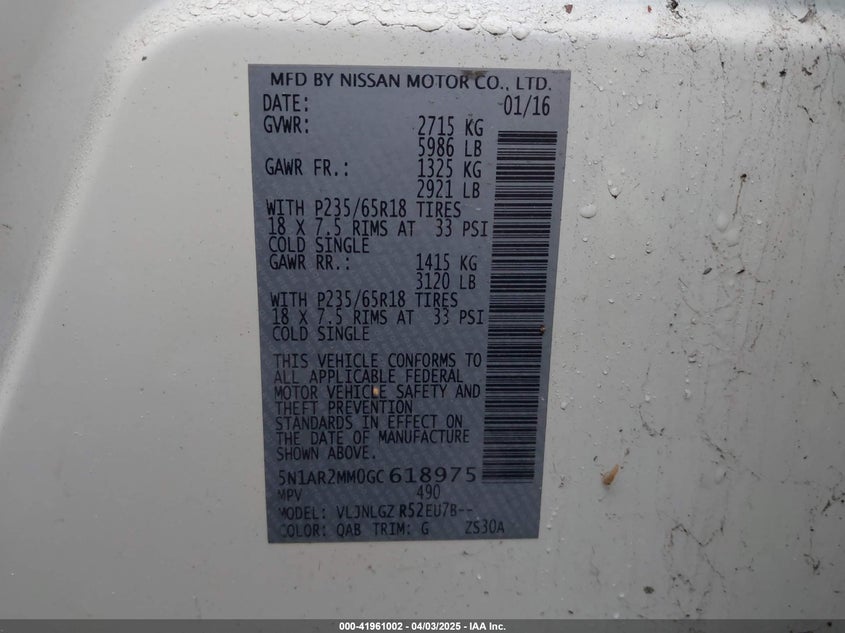 MFD BY NISSAN MOTOR CO., LTD.
DATE: 01/16
GVWR: 2715 KG
5986 LB
GAWR FR.: 1325 KG
2921 LB
WITH P235/65R18 TIRES
18 X 7.5 RIMS AT 33 PSI
COLD SINGLE
GAWR RR.: 1415 KG
3120 LB
WITH P235/65R18 TIRES
18 X 7.5 RIMS AT 33 PSI
COLD SINGLE
THIS VEHICLE CONFORMS TO
ALL APPLICABLE FEDERAL
MOTOR VEHICLE SAFETY AND
THEFT PREVENTION
STANDARDS IN EFFECT ON
THE DATE OF MANUFACTURE
SHOWN ABOVE.
5N1AR2MM0GC618975
MPV 490
MODEL: VLJNLGZ R52EU7B--
COLOR: QAB TRIM: G ZS30A
000-41961002 - 04/03/2025 - IAA Inc.